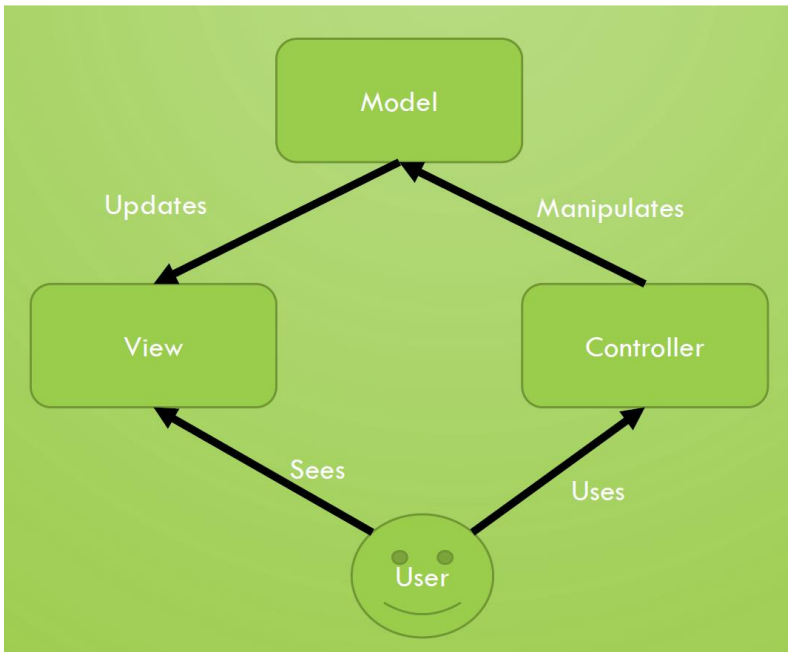 Model
Updates
Manipulates
View
Controller
Sees
Uses
User